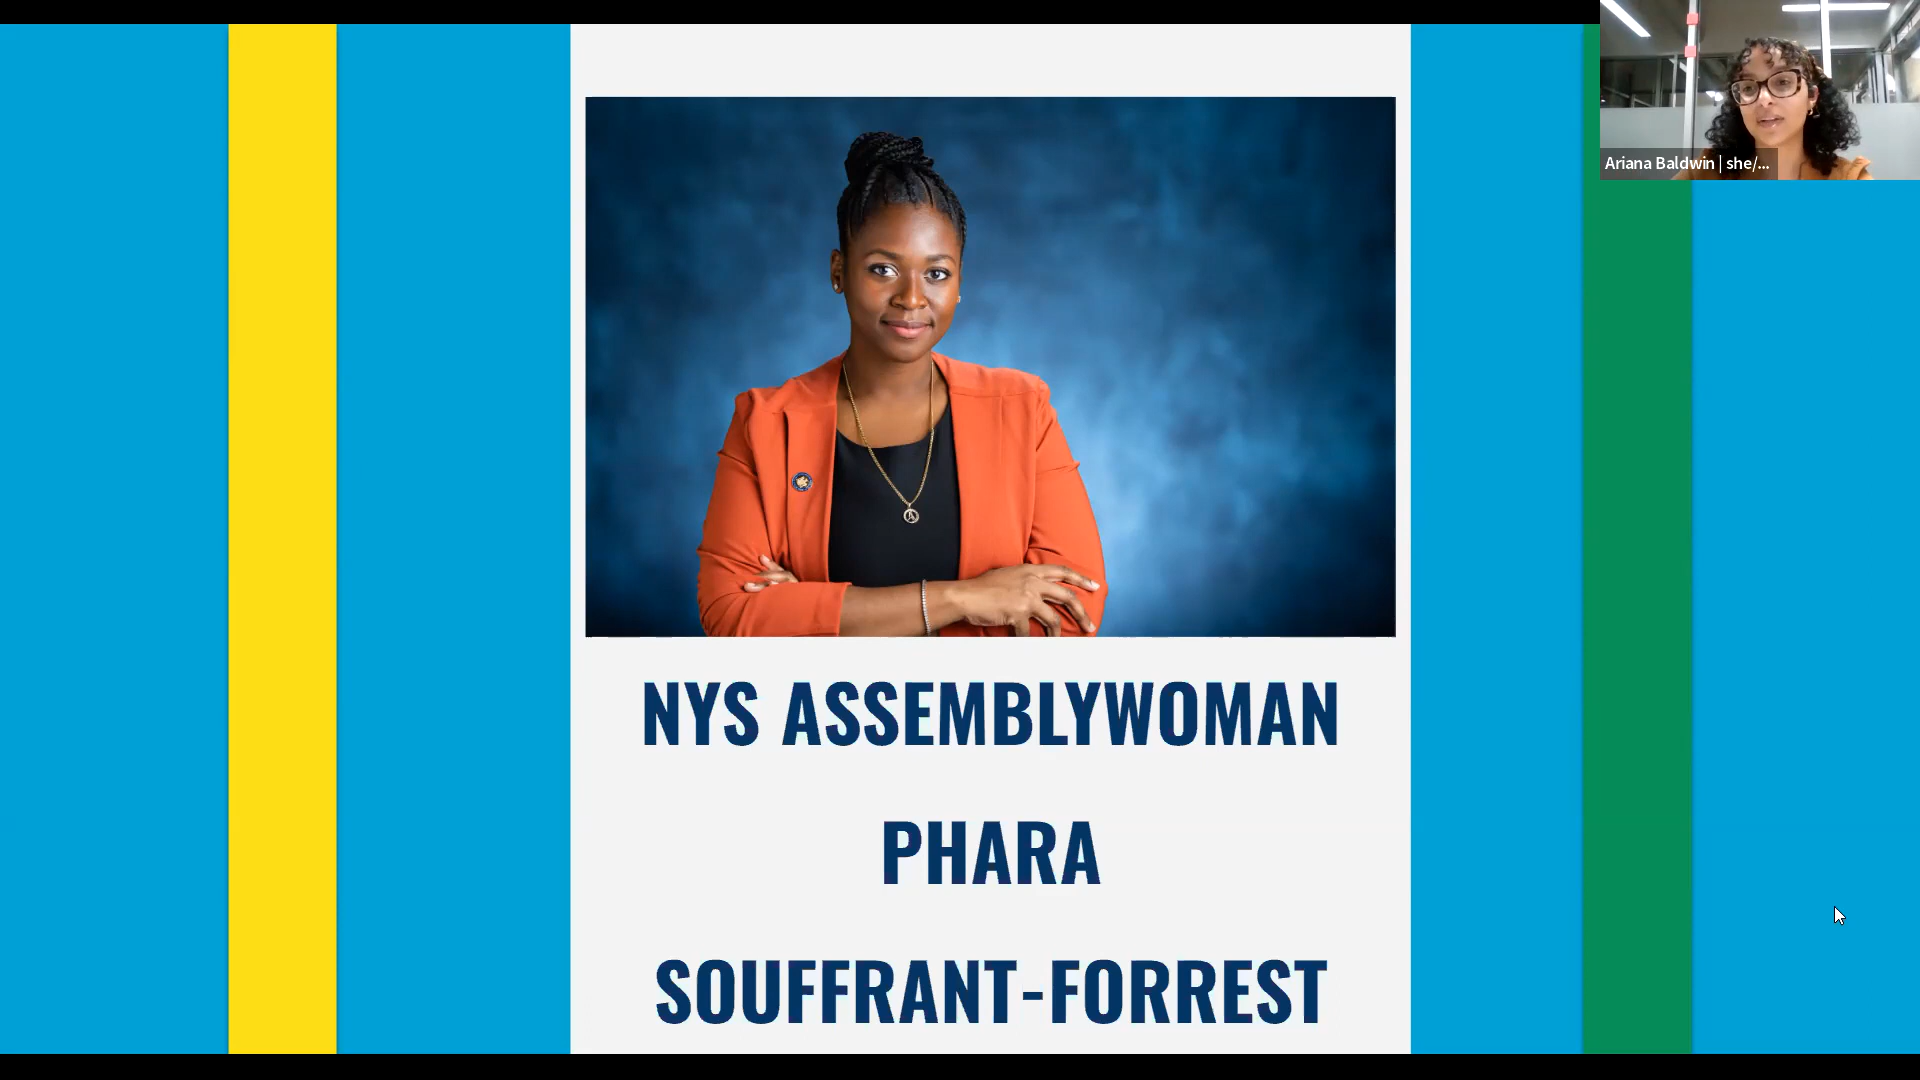 Ariana Baldwin | she/...
NYS ASSEMBLYWOMAN
PHARA
SOUFFRANT-FORREST